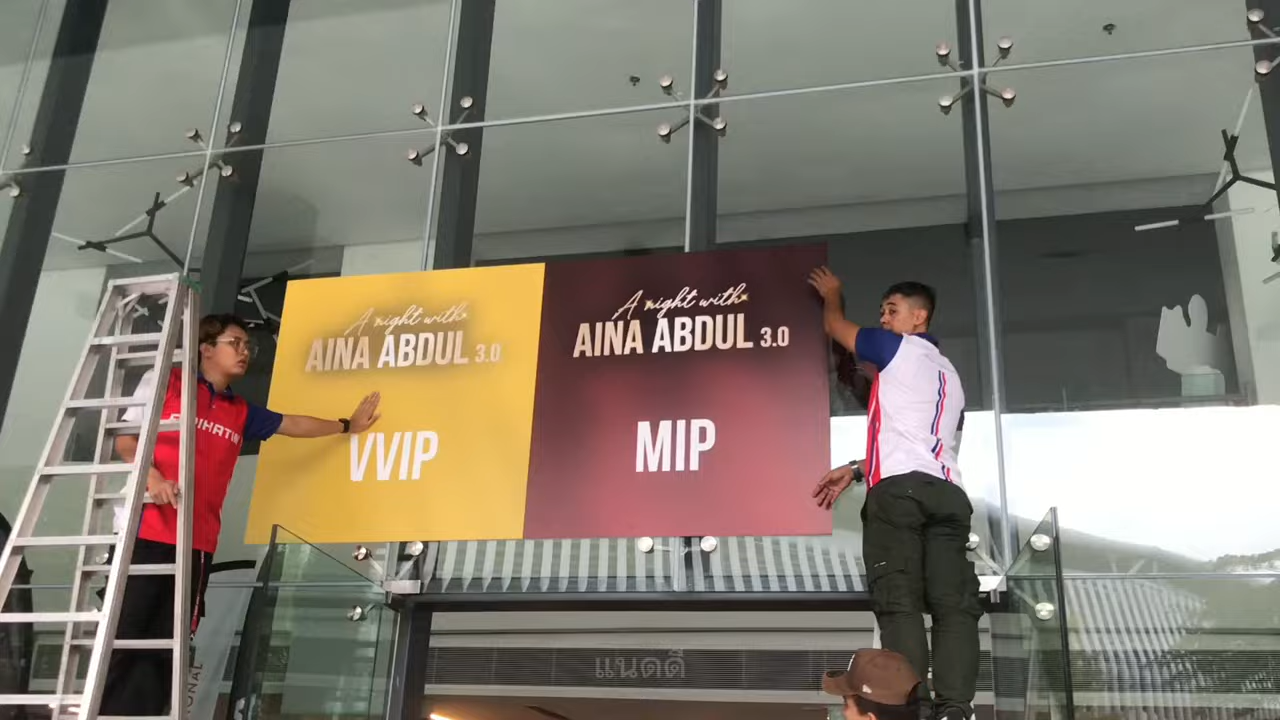 A night with
AINA ABDUL 3.0
VVIP
A night with
AINA ABDUL 3.0
MIP
แนดดี